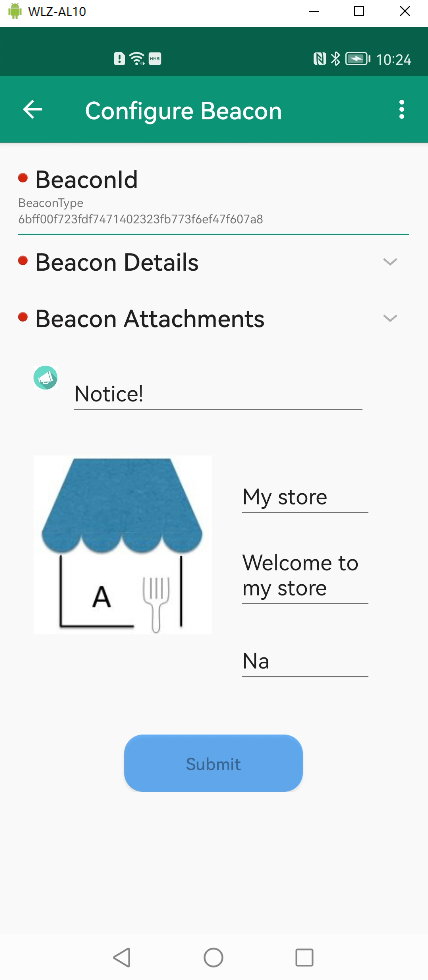 WLZ-AL10
10:24
Configure Beacon
BeaconId
BeaconType
6bff00f723fdf7471402323fb773f6ef47f607a8
Beacon Details
Beacon Attachments
Notice!
My store
Welcome to
my store
A
Na
Submit